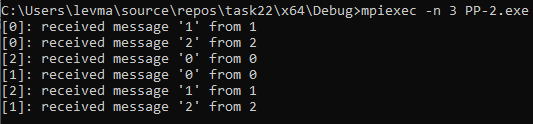 C:\Users\levma\source\repos\task22\x64\Debug>mpiexec -n 3 PP-2.exe
[0]: received message '1' from 1
[0]: received message '2' from 2
[2]: received message '0' from 0
[1]: received message '0' from 0
[2]: received message '1' from 1
[1]: received message '2' from 2